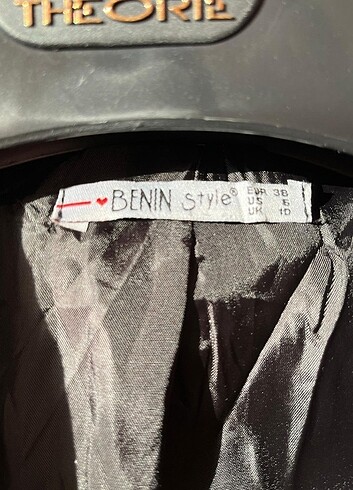 THEORIE
BENIN style®
EUR 38
US 6
UK 10